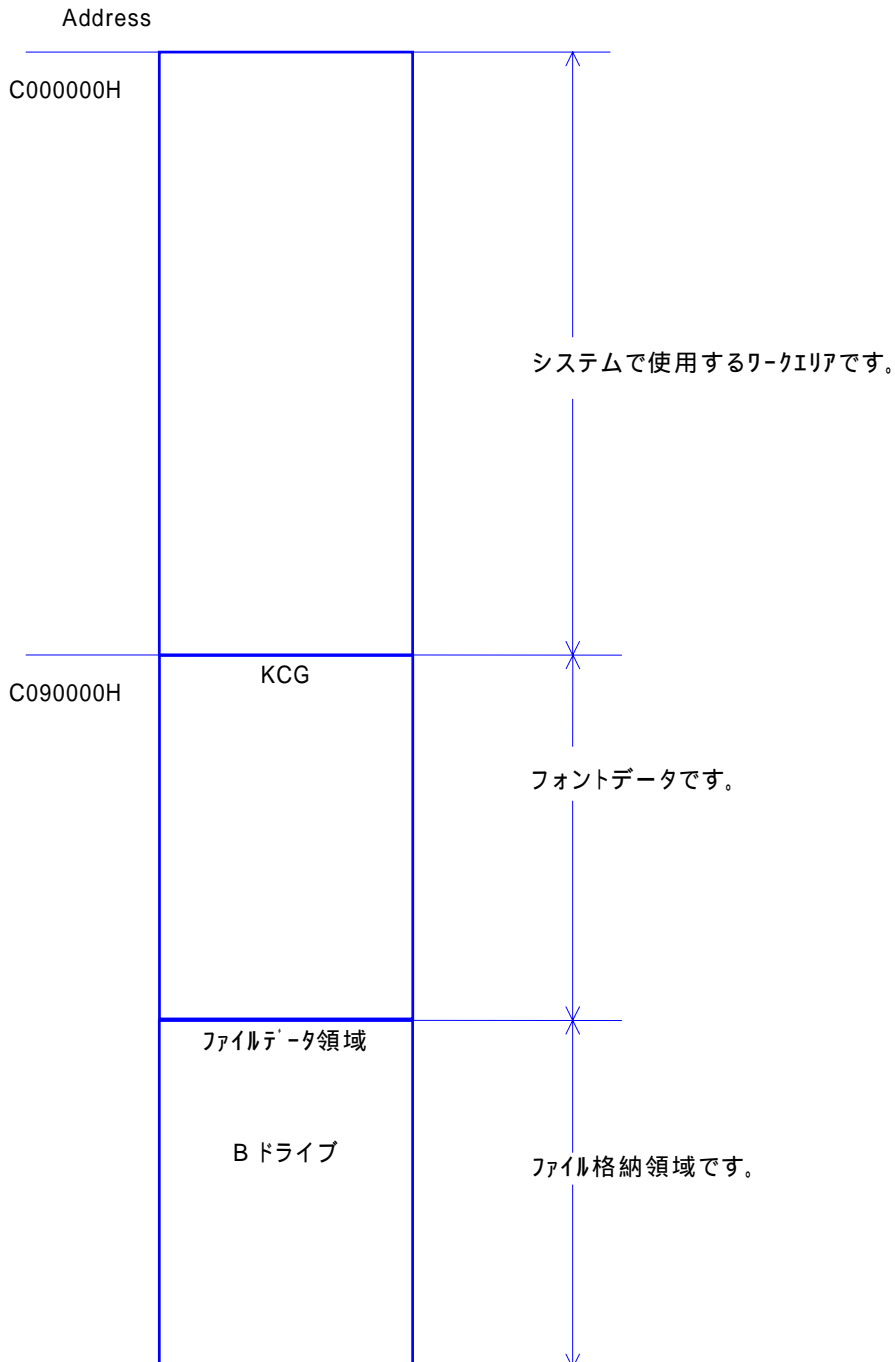 Address
C000000H
システムで使用するﾜｰｸｴﾘｱです。
KCG
C090000H
フォントデータです。
ﾌｧｲﾙﾃﾞｰﾀ領域
B ドライブ
ﾌｧｲﾙ格納領域です。